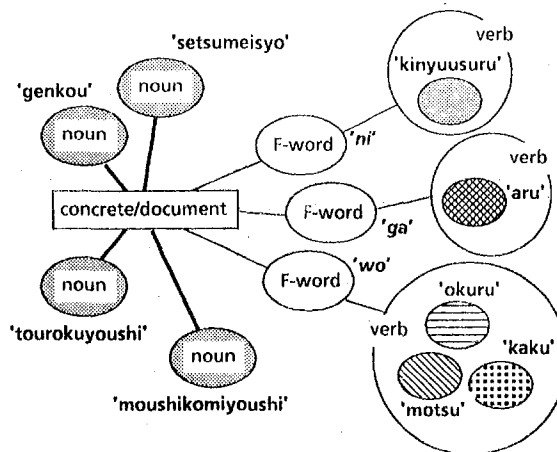 'setsumeisyo'
noun
'genkou'
noun
concrete/document
noun
'tourokuyoushi'
noun
'moushikomiyoushi'
F-word 'ni'
F-word
'ga'
F-word 'wo'
verb
'kinyuusuru'
verb
'aru'
verb
'okuru'
'kaku'
'motsu'